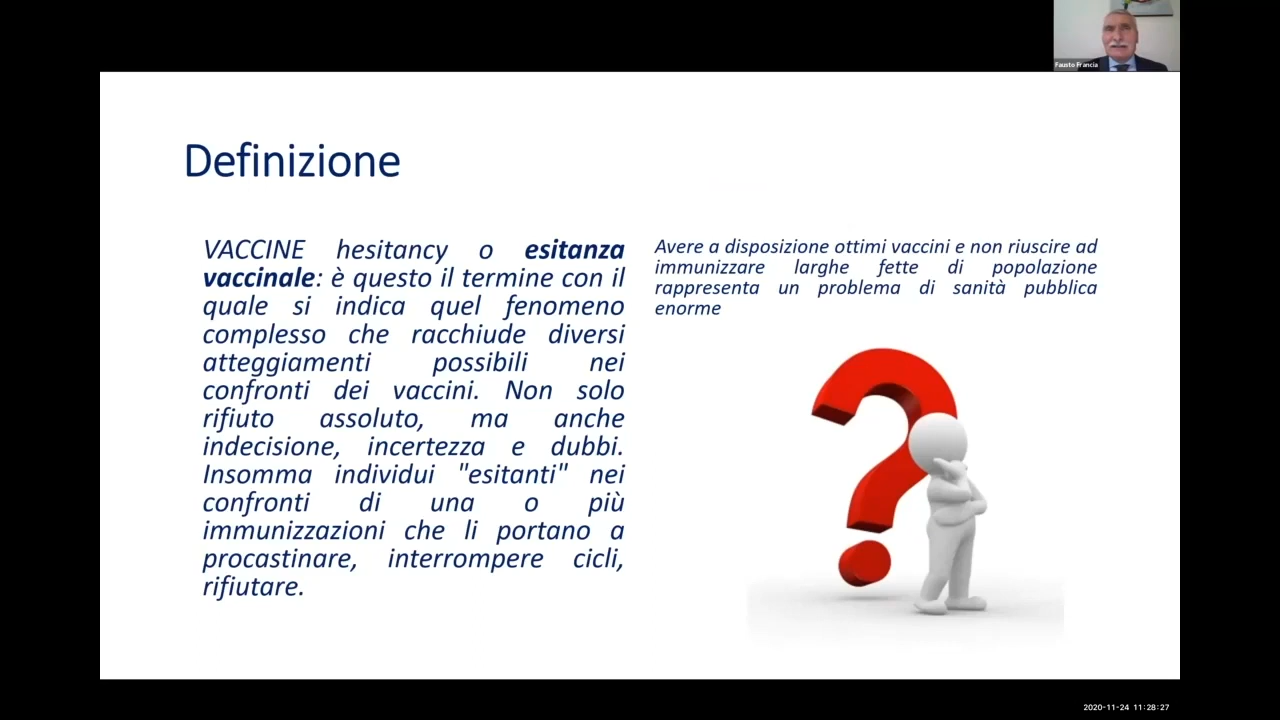 Fausto Francia
Definizione
VACCINE hesitancy o esitanza
vaccinale: è questo il termine con il
quale si indica quel fenomeno
complesso che racchiude diversi
atteggiamenti possibili nei
confronti dei vaccini. Non solo
rifiuto assoluto, ma anche
indecisione, incertezza e dubbi.
Insomma individui "esitanti" nei
confronti di una o più
immunizzazioni che li portano a
procastinare, interrompere cicli,
rifiutare.
Avere a disposizione ottimi vaccini e non riuscire ad
immunizzare larghe fette di popolazione
rappresenta un problema di sanità pubblica
enorme
2020-11-24 11:28:27